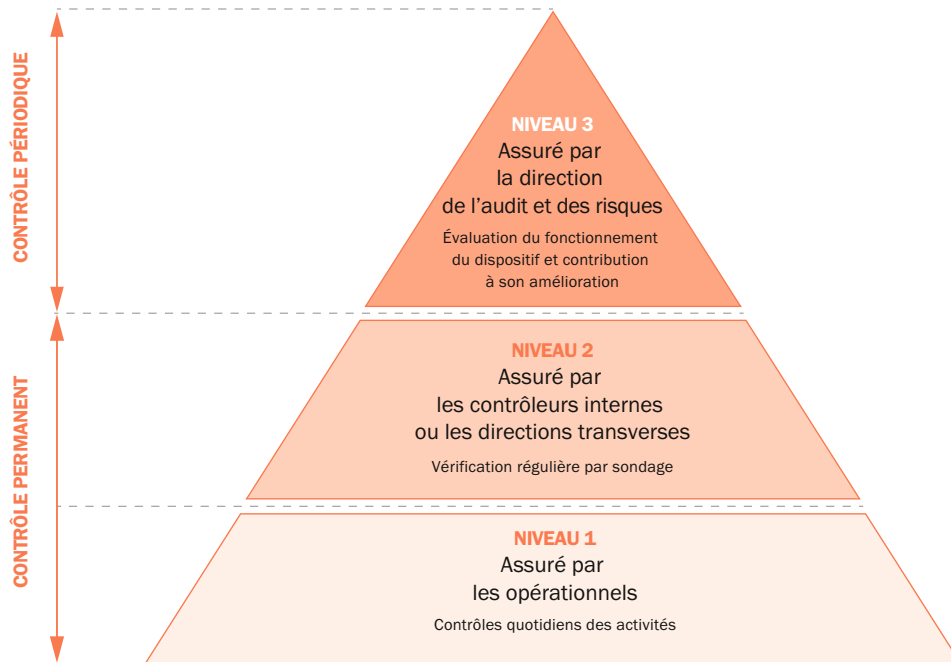 CONTRÔLE PÉRIODIQUE
NIVEAU 3
Assuré par
la direction
de l'audit et des risques
Évaluation du fonctionnement
du dispositif et contribution
à son amélioration
CONTRÔLE PERMANENT
NIVEAU 2
Assuré par
les contrôleurs internes
ou les directions transverses
Vérification régulière par sondage
NIVEAU 1
Assuré par
les opérationnels
Contrôles quotidiens des activités